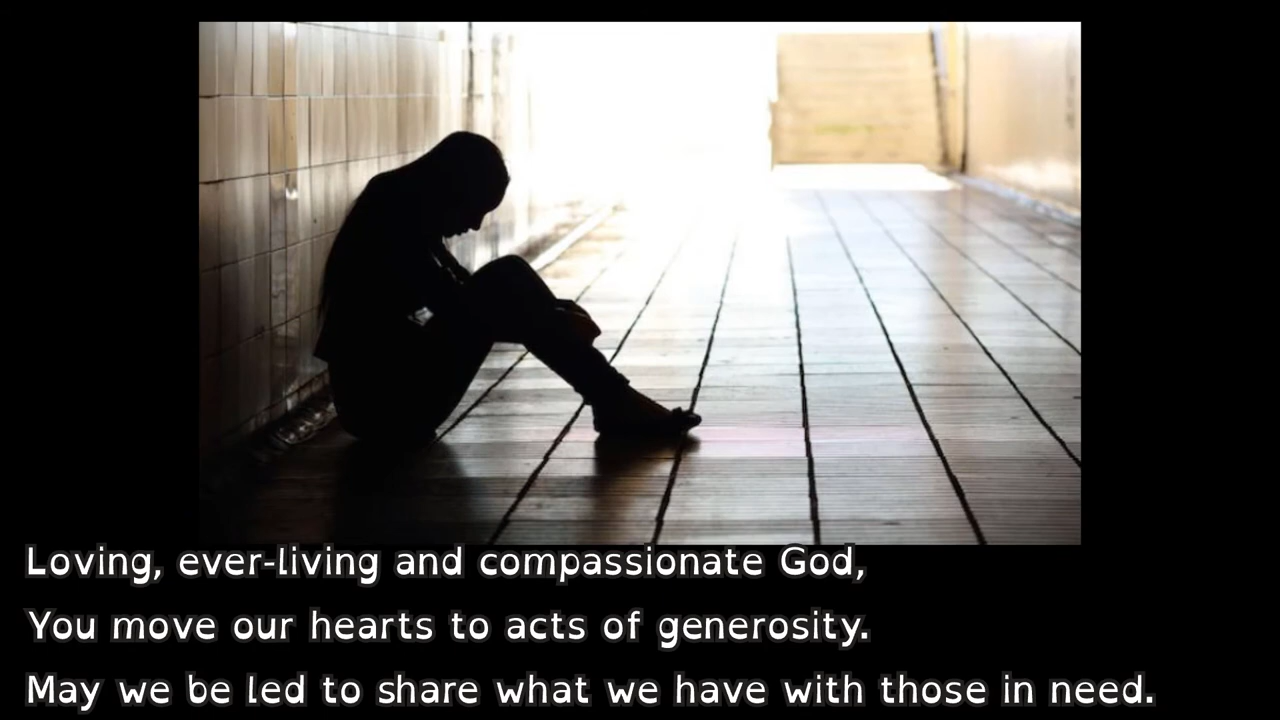 Loving, ever-living and compassionate God,
You move our hearts to acts of generosity.
May we be led to share what we have with those in need.